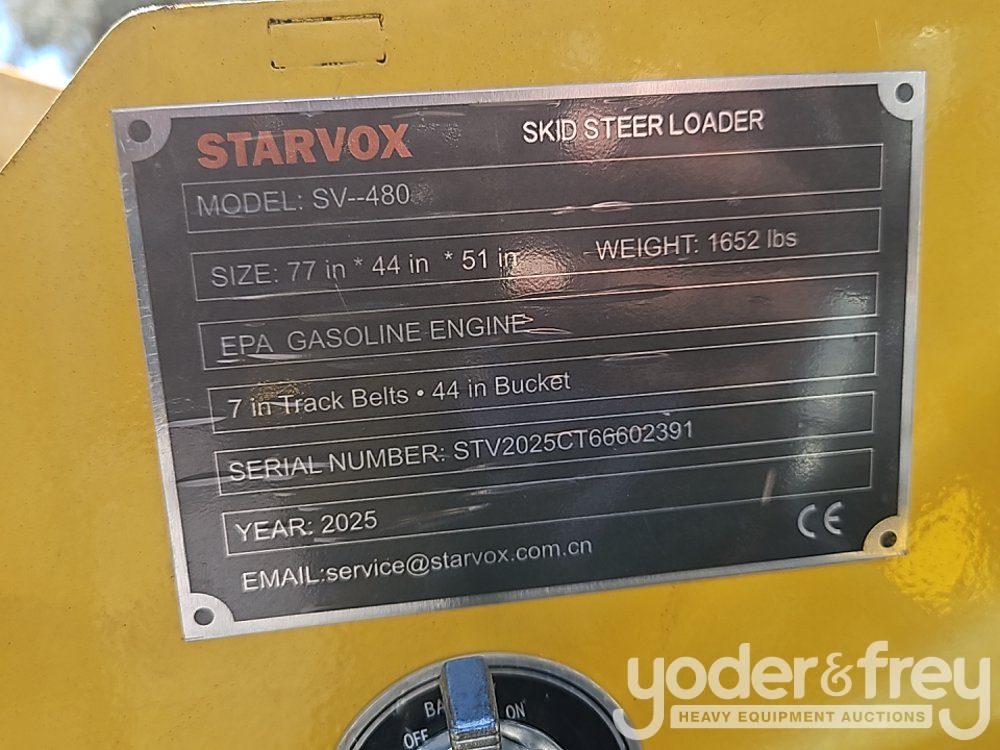 STARVOX SKID STEER LOADER
MODEL: SV--480
SIZE: 77 in * 44 in * 51 in - WEIGHT: 1652 lbs
EPA GASOLINE ENGINE
7 in Track Belts • 44 in Bucket
SERIAL NUMBER: STV2025CT66602391
YEAR: 2025
CE
EMAIL:service@starvox.com.cn
OFF ON
yoder&frey
HEAVY EQUIPMENT AUCTIONS